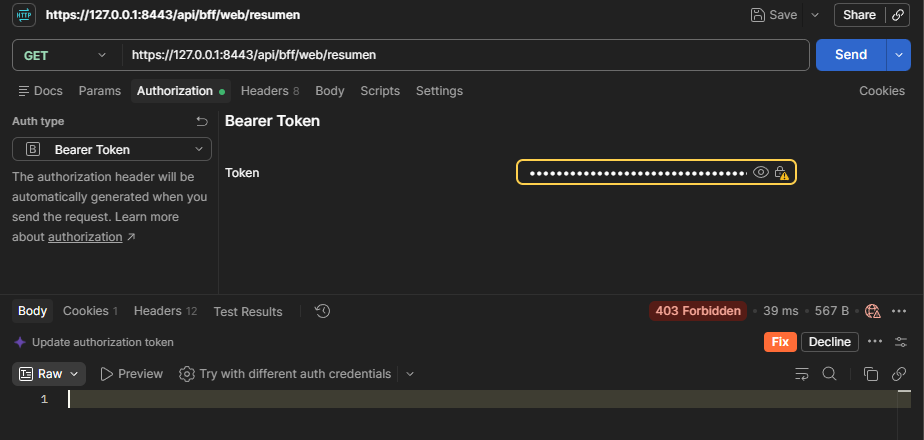 HTTP https://127.0.0.1:8443/api/bff/web/resumen Save Share
GET https://127.0.0.1:8443/api/bff/web/resumen Send
Docs Params Authorization Headers 8 Body Scripts Settings Cookies
Auth type
B Bearer Token
The authorization header will be
automatically generated when you
send the request. Learn more
about authorization ↗
Bearer Token
Token ••••••••••••••••••••••••••••••••
Body Cookies 1 Headers 12 Test Results 403 Forbidden • 39 ms • 567 B •
Update authorization token Fix Decline
Raw Preview Try with different auth credentials
1